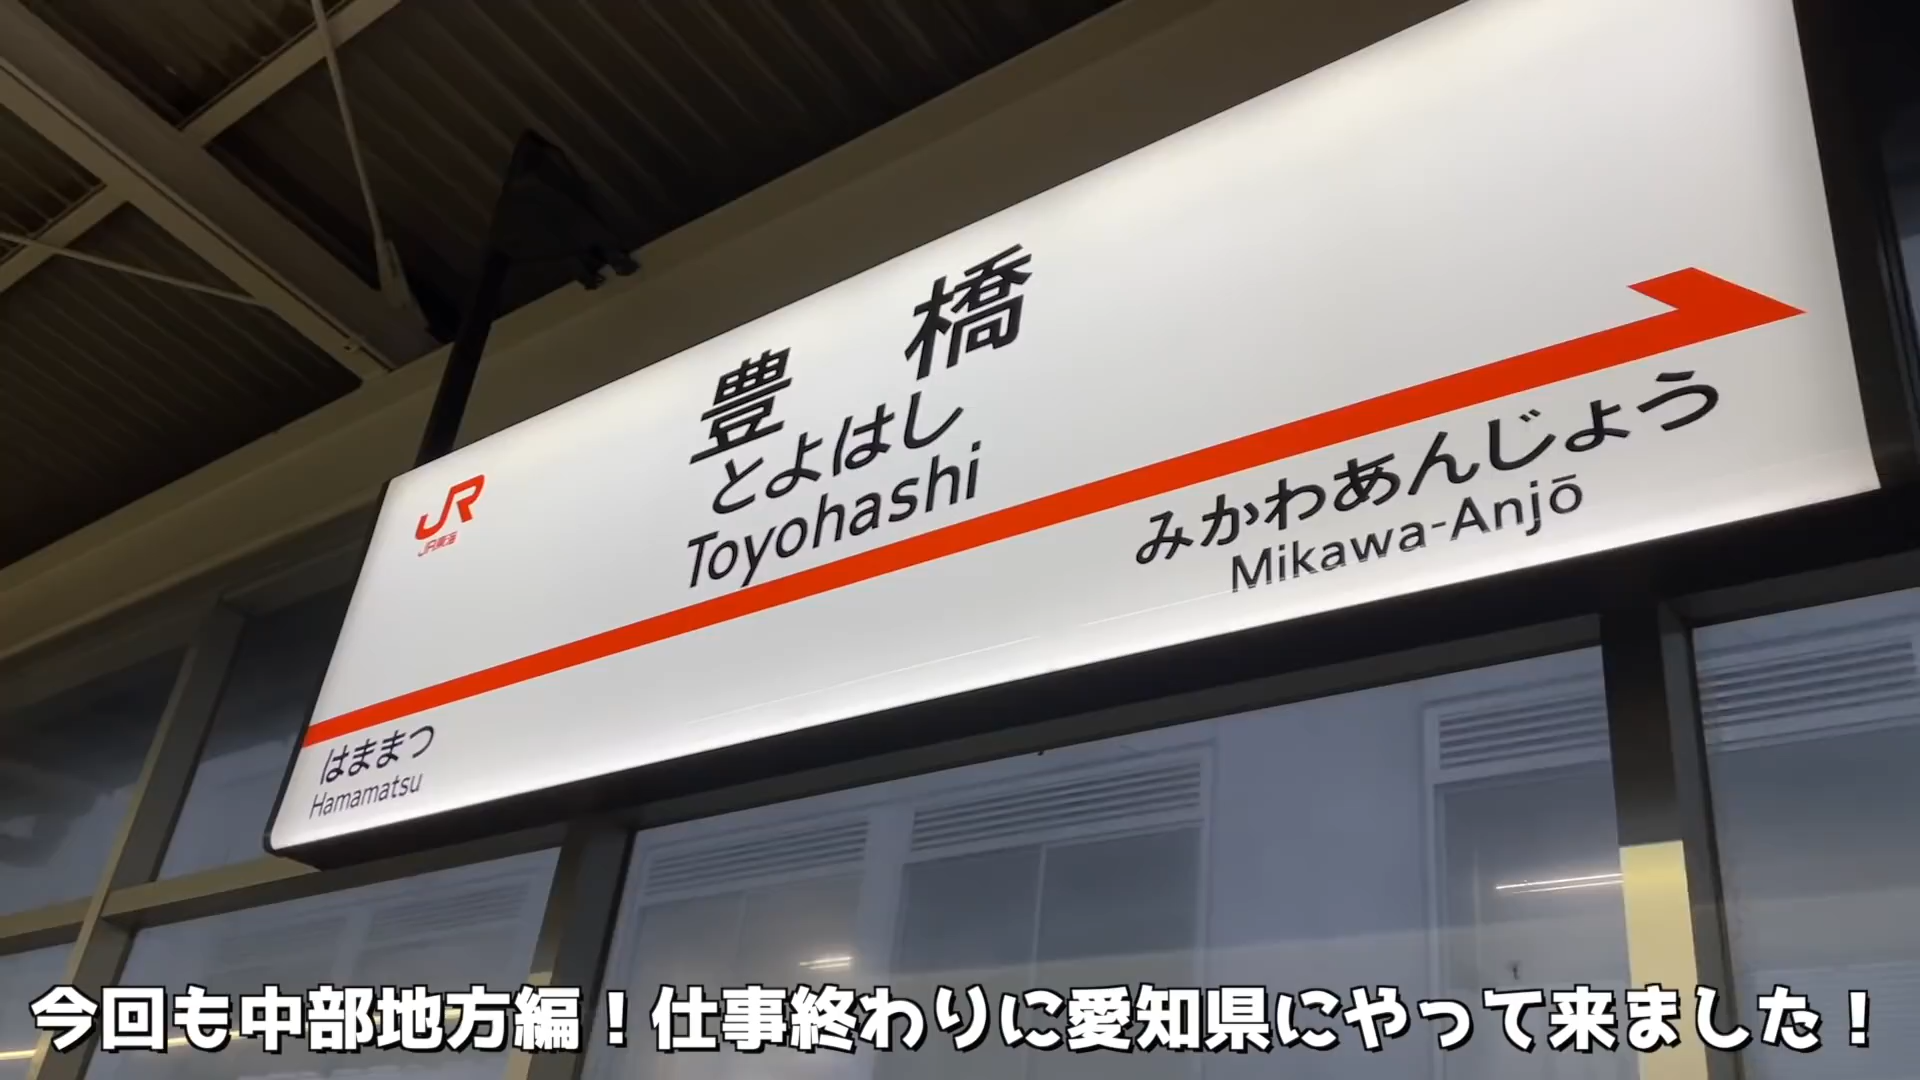 豊橋
とよはし
Toyohashi
JR
JR東海
みかわあんじょう
Mikawa-Anjō
はままつ
Hamamatsu
今回も中部地方編！仕事終わりに愛知県にやって来ました！